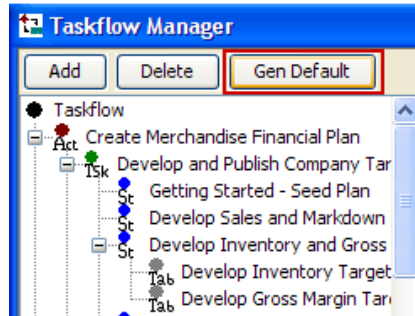 Taskflow Manager
Add Delete Gen Default
Taskflow
Act Create Merchandise Financial Plan
Tsk Develop and Publish Company Tar
St Getting Started - Seed Plan
St Develop Sales and Markdown
St Develop Inventory and Gross
Tab Develop Inventory Target
Tab Develop Gross Margin Tar